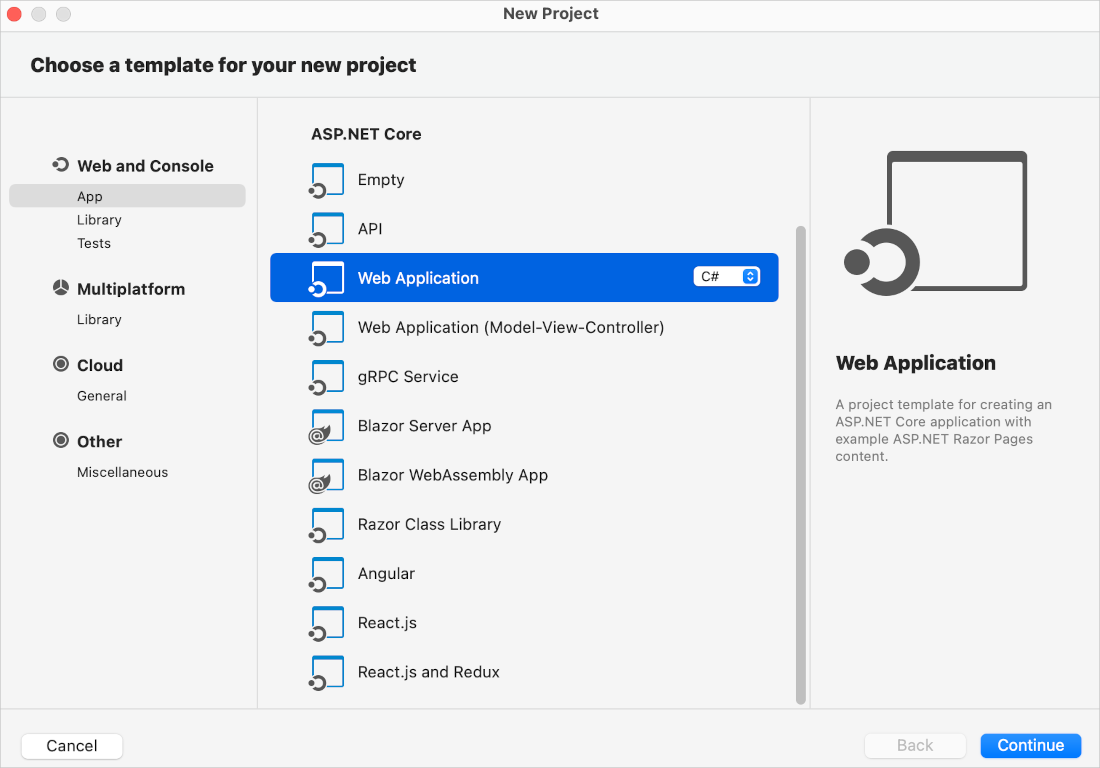 New Project
Choose a template for your new project
Web and Console
App
Library
Tests
Multiplatform
Library
Cloud
General
Other
Miscellaneous
ASP.NET Core
Empty
API
Web Application
C#
Web Application (Model-View-Controller)
gRPC Service
Blazor Server App
Blazor WebAssembly App
Razor Class Library
Angular
React.js
React.js and Redux
Web Application
A project template for creating an
ASP.NET Core application with
example ASP.NET Razor Pages
content.
Cancel
Back
Continue